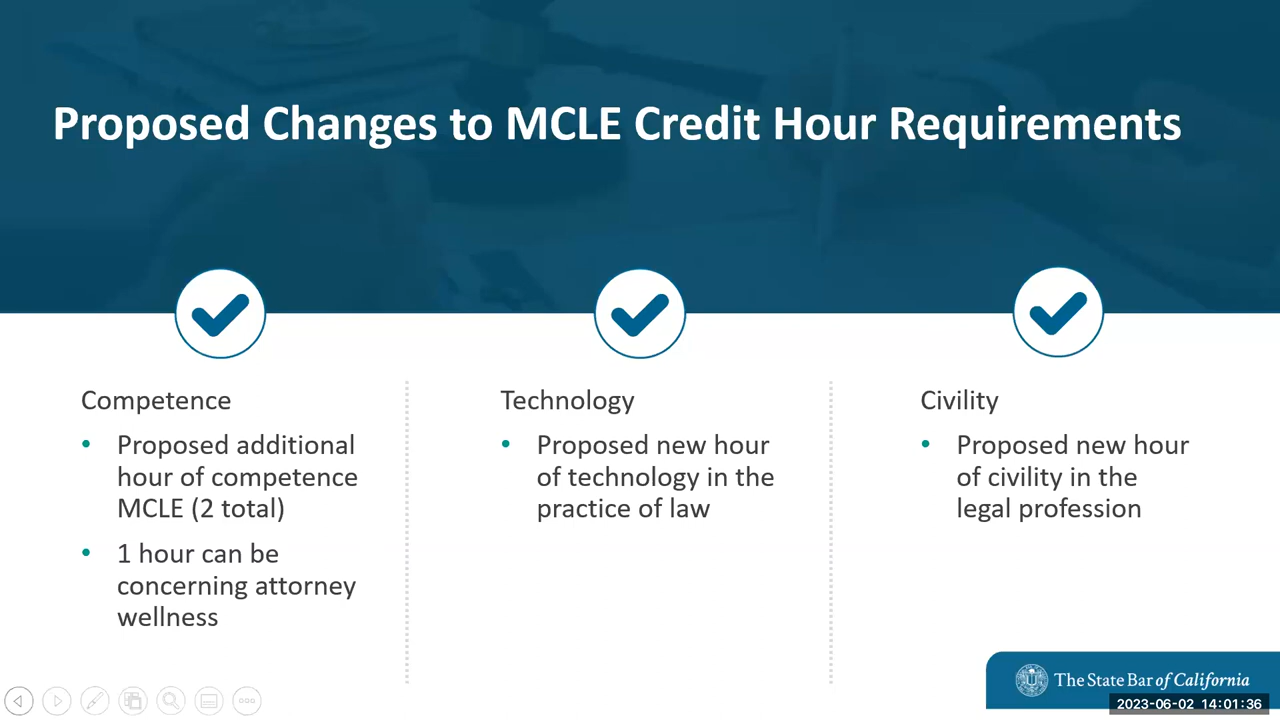 Proposed Changes to MCLE Credit Hour Requirements
Competence
• Proposed additional
hour of competence
MCLE (2 total)
• 1 hour can be
concerning attorney
wellness
Technology
• Proposed new hour
of technology in the
practice of law
Civility
• Proposed new hour
of civility in the
legal profession
The State Bar of California
2023-06-02 14:01:36